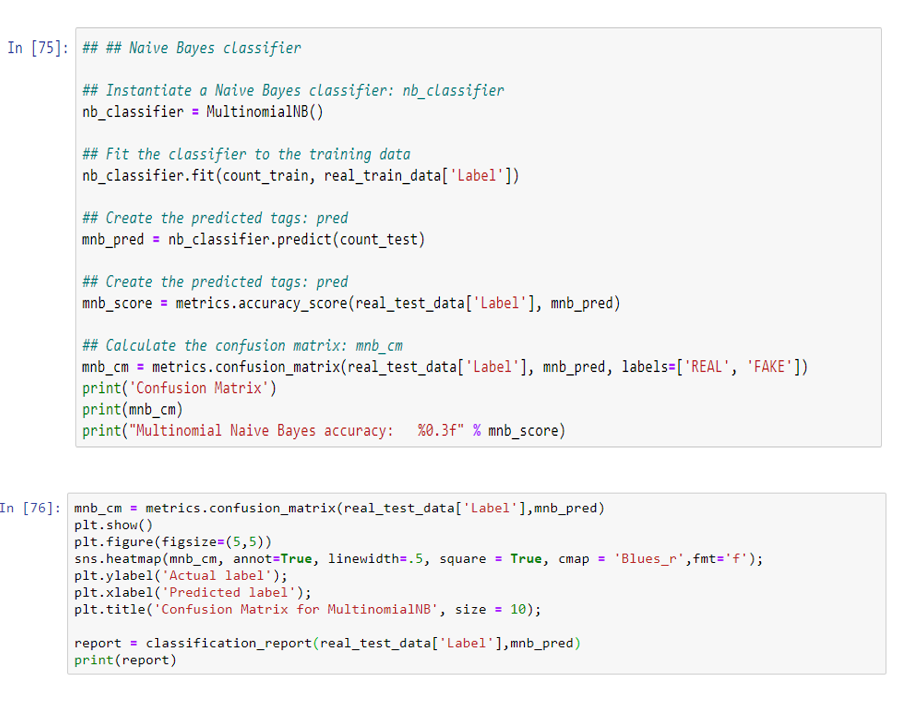 In [75]: ## ## Naive Bayes classifier
## Instantiate a Naive Bayes classifier: nb_classifier
nb_classifier = MultinomialNB()
## Fit the classifier to the training data
nb_classifier.fit(count_train, real_train_data['Label'])
## Create the predicted tags: pred
mnb_pred = nb_classifier.predict(count_test)
## Create the predicted tags: pred
mnb_score = metrics.accuracy_score(real_test_data['Label'], mnb_pred)
## Calculate the confusion matrix: mnb_cm
mnb_cm = metrics.confusion_matrix(real_test_data['Label'], mnb_pred, labels=['REAL', 'FAKE'])
print('Confusion Matrix')
print(mnb_cm)
print("Multinomial Naive Bayes accuracy:   %0.3f" % mnb_score)
In [76]: mnb_cm = metrics.confusion_matrix(real_test_data['Label'],mnb_pred)
plt.show()
plt.figure(figsize=(5,5))
sns.heatmap(mnb_cm, annot=True, linewidth=.5, square = True, cmap = 'Blues_r',fmt='f');
plt.ylabel('Actual label');
plt.xlabel('Predicted label');
plt.title('Confusion Matrix for MultinomialNB', size = 10);
report = classification_report(real_test_data['Label'],mnb_pred)
print(report)